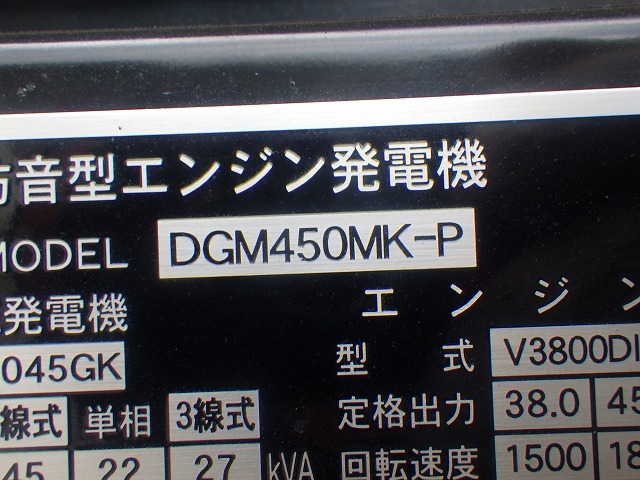 防音型エンジン発電機
MODEL DGM450MK-P
発電機 エンジン
045GK 型 式 V3800DI
線式 単相 3線式 定格出力 38.0 45
45 22 27 kVA 回転速度 1500 18